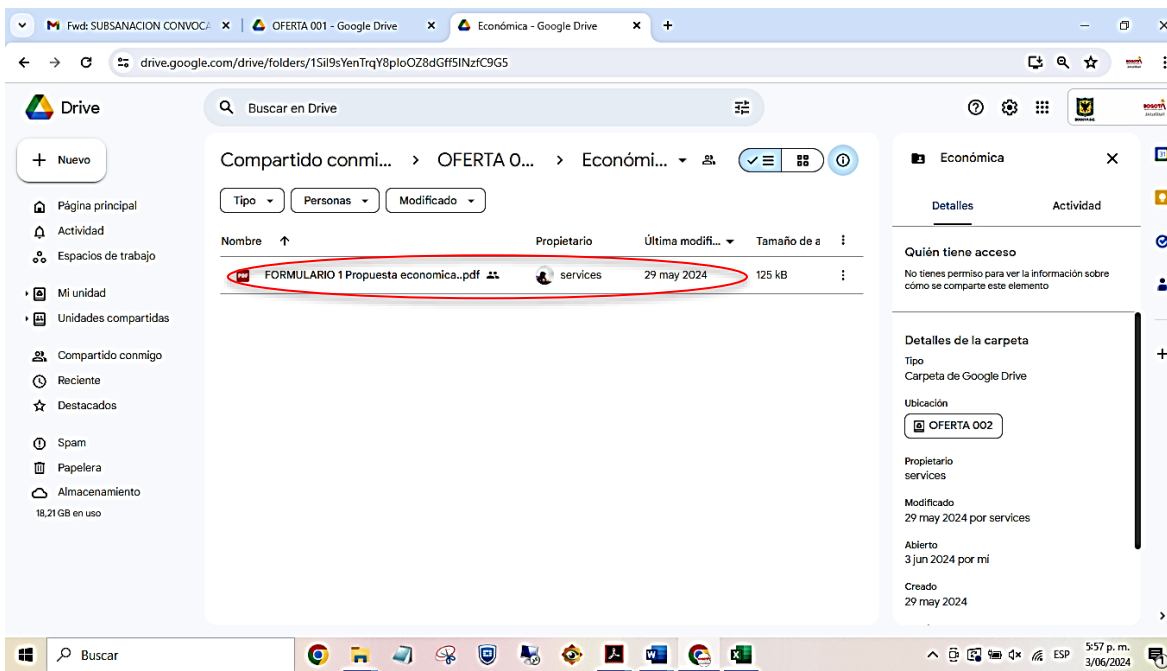 Fwd: SUBSANACION CONVOCA
OFERTA 001 - Google Drive
Económica - Google Drive
drive.google.com/drive/folders/1Sil9sYenTrqY8pIoOZ8dGff5INzfC9G5
Drive
Buscar en Drive
BOGOTÁ
Nuevo
Página principal
Actividad
Espacios de trabajo
Mi unidad
Unidades compartidas
Compartido conmigo
Reciente
Destacados
Spam
Papelera
Almacenamiento
18,21 GB en uso
Compartido conmi... > OFERTA 0... > Económi...
Tipo
Personas
Modificado
Nombre
Propietario
Última modifi...
Tamaño de a
PDF
FORMULARIO 1 Propuesta economica..pdf
services
29 may 2024
125 kB
Económica
Detalles
Actividad
Quién tiene acceso
No tienes permiso para ver la información sobre
cómo se comparte este elemento
Detalles de la carpeta
Tipo
Carpeta de Google Drive
Ubicación
OFERTA 002
Propietario
services
Modificado
29 may 2024 por services
Abierto
3 jun 2024 por mí
Creado
29 may 2024
Buscar
ESP
5:57 p. m.
3/06/2024